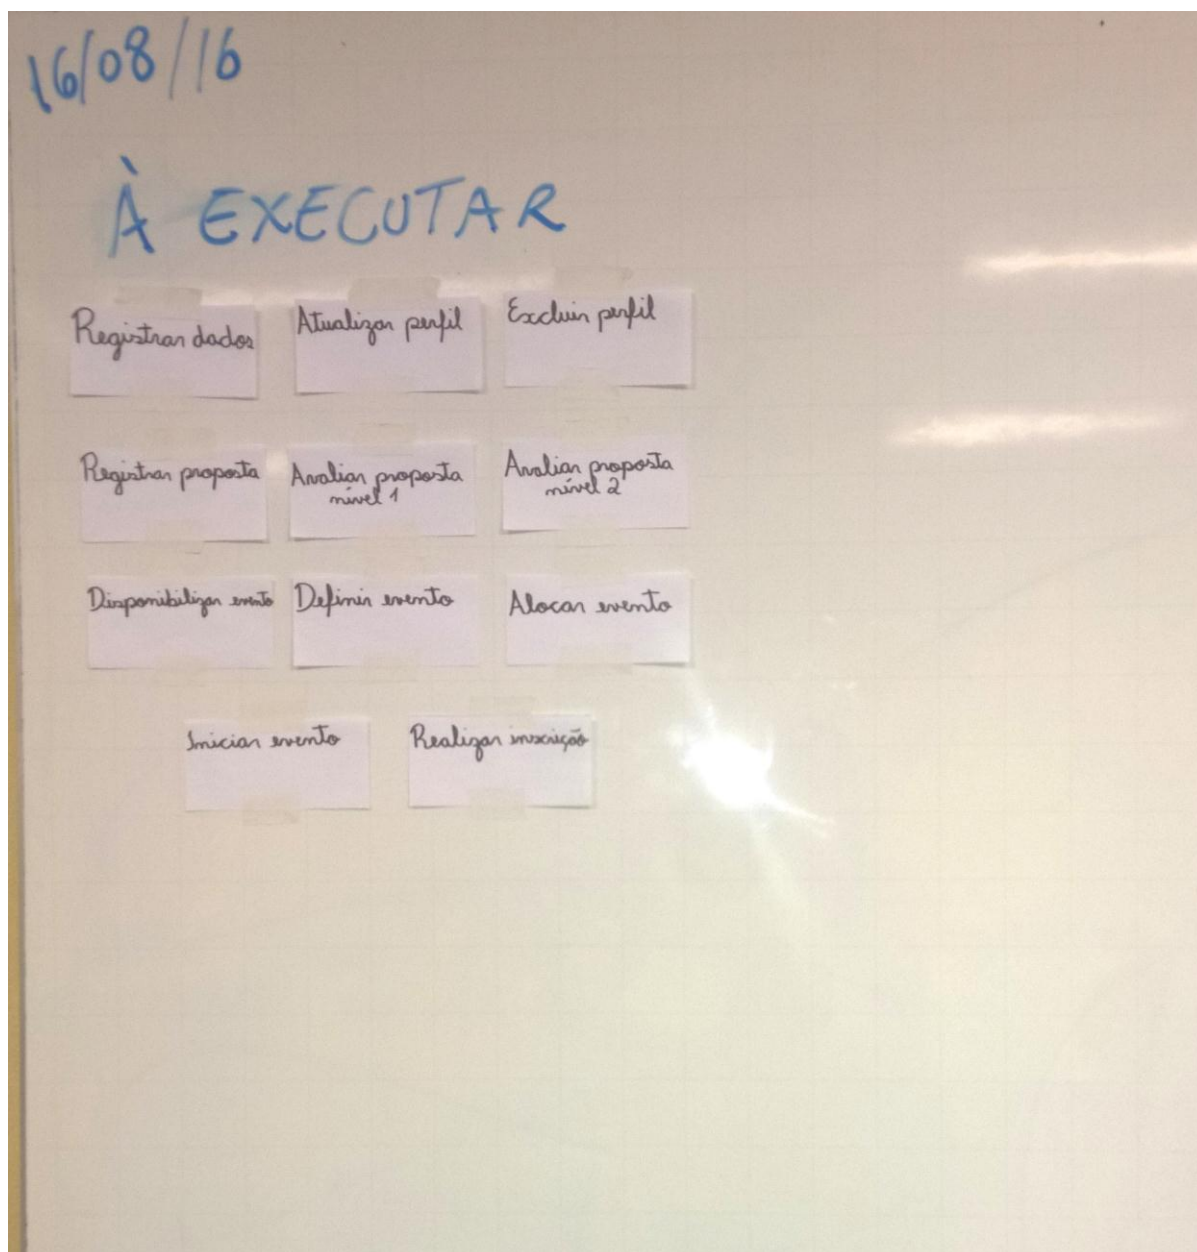 16/08/16
À EXECUTAR
Registrar dados
Atualizar perfil
Excluir perfil
Registrar proposta
Avaliar proposta
nível 1
Avaliar proposta
nível 2
Disponibilizar evento
Definir evento
Alocar evento
Iniciar evento
Realizar inscrição